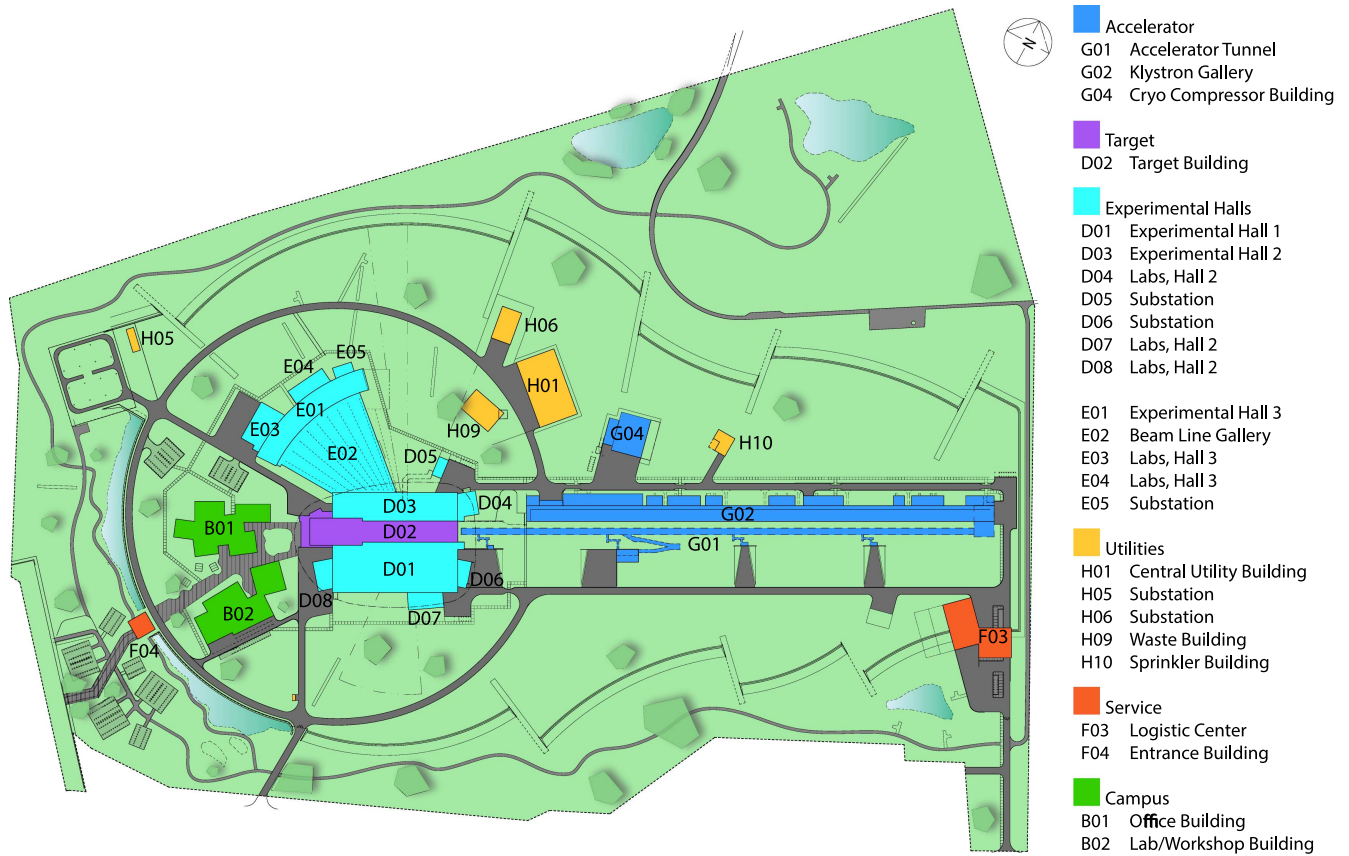 N
Accelerator
G01 Accelerator Tunnel
G02 Klystron Gallery
G04 Cryo Compressor Building
Target
D02 Target Building
Experimental Halls
D01 Experimental Hall 1
D03 Experimental Hall 2
D04 Labs, Hall 2
D05 Substation
D06 Substation
D07 Labs, Hall 2
D08 Labs, Hall 2
E01 Experimental Hall 3
E02 Beam Line Gallery
E03 Labs, Hall 3
E04 Labs, Hall 3
E05 Substation
Utilities
H01 Central Utility Building
H05 Substation
H06 Substation
H09 Waste Building
H10 Sprinkler Building
Service
F03 Logistic Center
F04 Entrance Building
Campus
B01 Office Building
B02 Lab/Workshop Building
H05
H06
E05
E04
H01
E01
E03
H09
G04
H10
E02
D05
D03
D04
G02
B01
D02
G01
D01
D06
D08
B02
D07
F04
F03